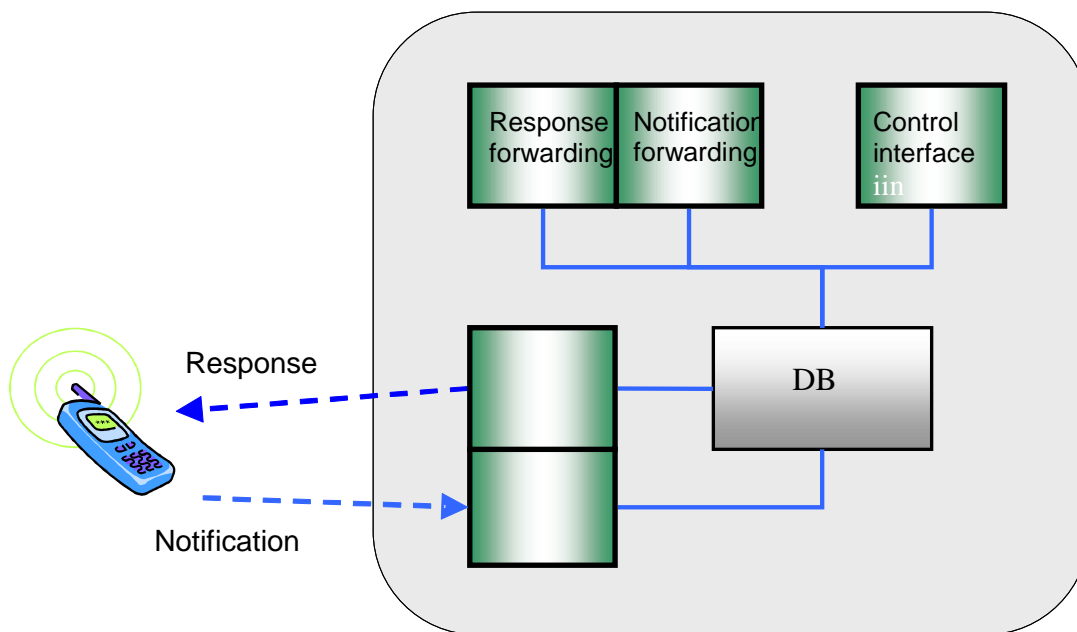 Response
forwarding
Notification
forwarding
Control
interface
iin
Response
DB
Notification